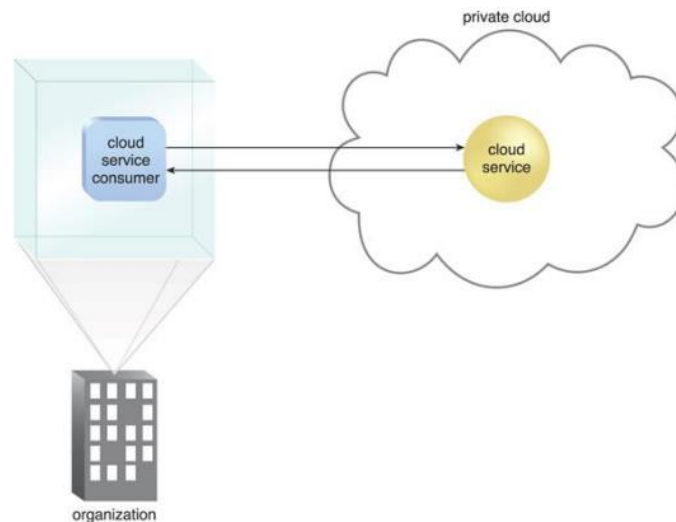 private cloud
cloud
service
consumer
cloud
service
organization